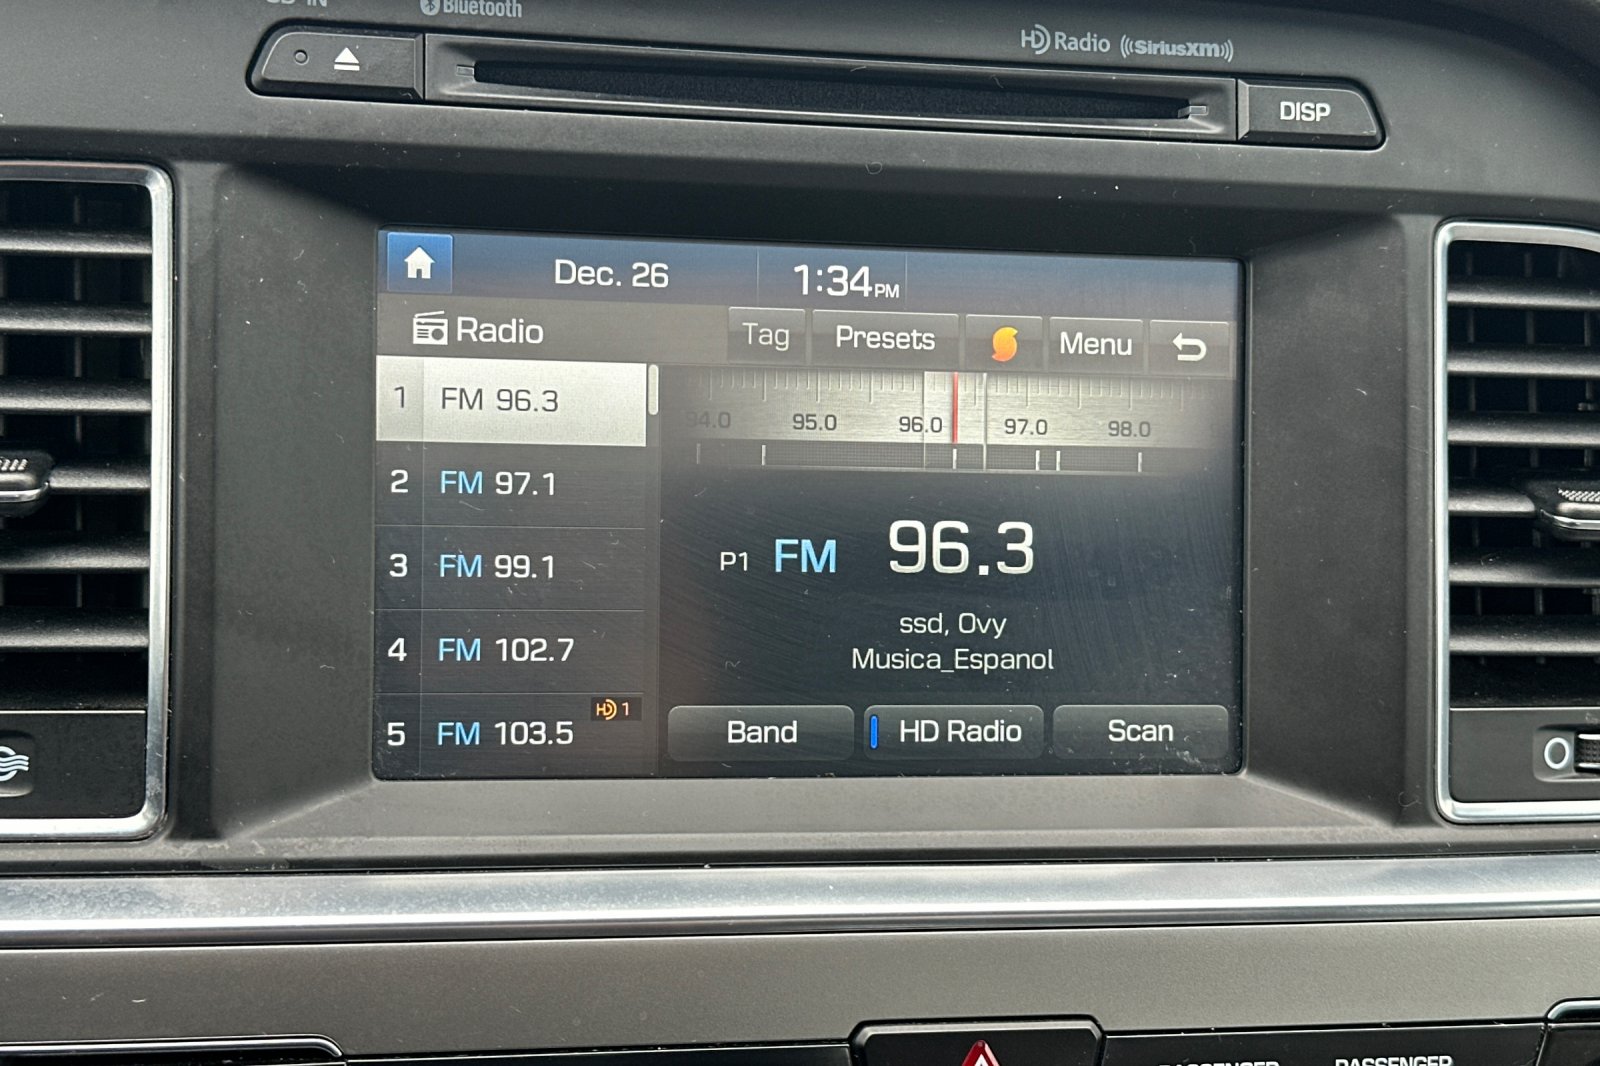 Bluetooth
HD Radio ((SiriusXM))
DISP
Dec. 26 1:34PM
Radio Tag Presets Menu
1 FM 96.3
94.0 95.0 96.0 97.0 98.0
2 FM 97.1
3 FM 99.1
P1 FM 96.3
ssd, Ovy
Musica_Espanol
4 FM 102.7
5 FM 103.5 HD 1
Band HD Radio Scan
PASSENGER PASSENGER